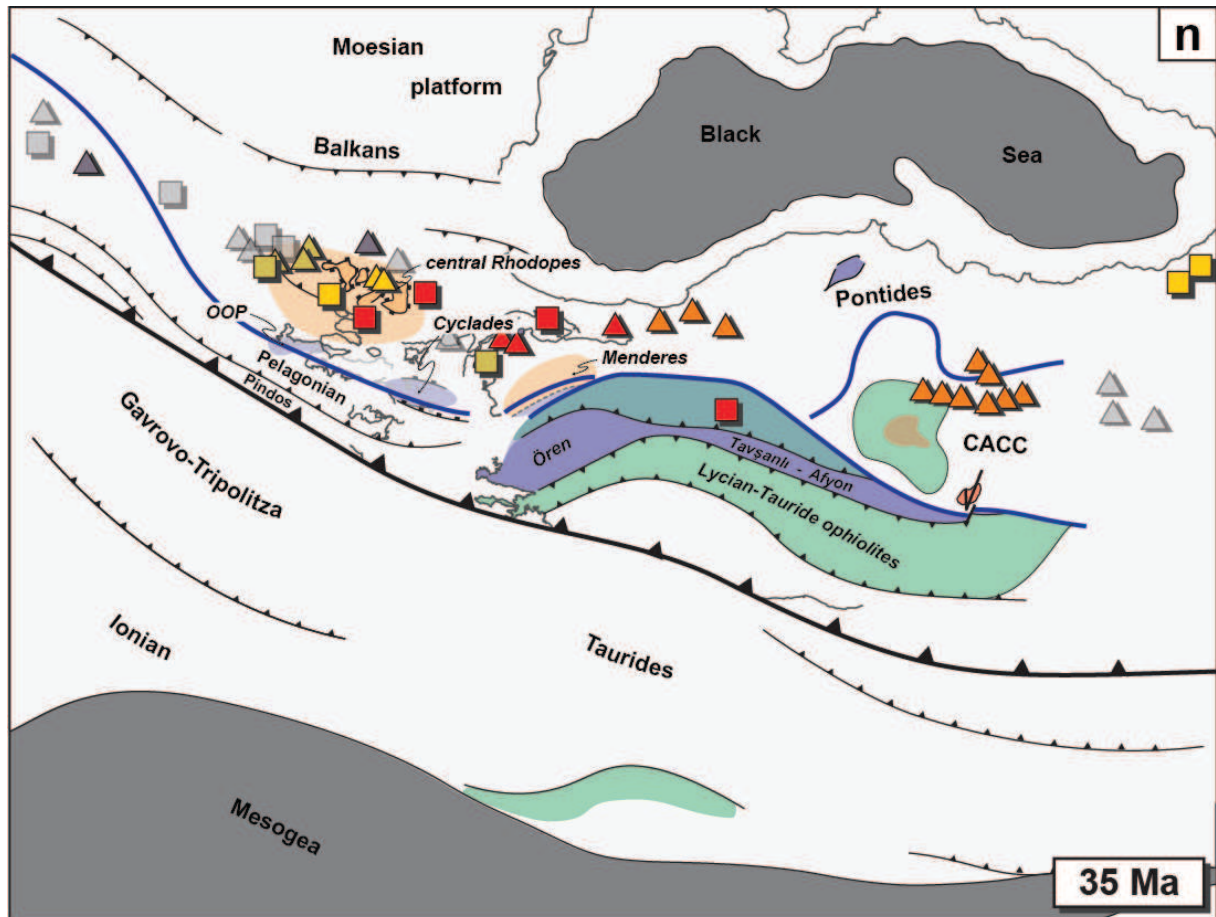 n
Moesian
platform
Black
Sea
Balkans
central Rhodopes
Pontides
OOP
Cyclades
Menderes
Pelagonian
Pindos
CACC
Gavrovo-Tripolitza
Ören
Tavşanlı - Afyon
Lycian-Tauride ophiolites
Ionian
Taurides
Mesogea
35 Ma